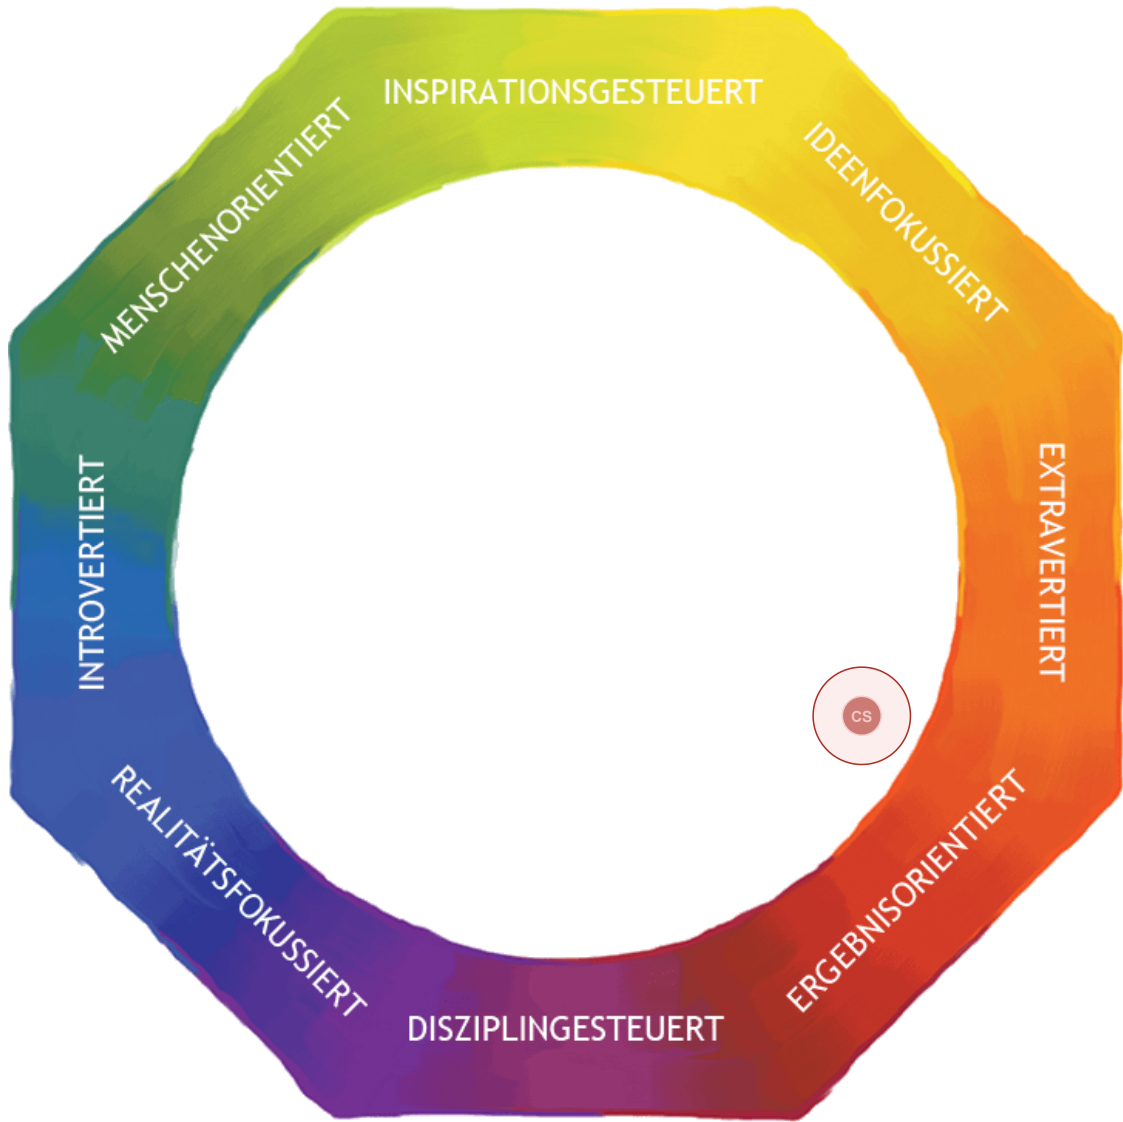 INSPIRATIONSGESTEUERT
IDEENFOKUSSIERT
EXTRAVERTIERT
ERGEBNISORIENTIERT
DISZIPLINGESTEUERT
REALITÄTSFOKUSSIERT
INTROVERTIERT
MENSCHENORIENTIERT
CS